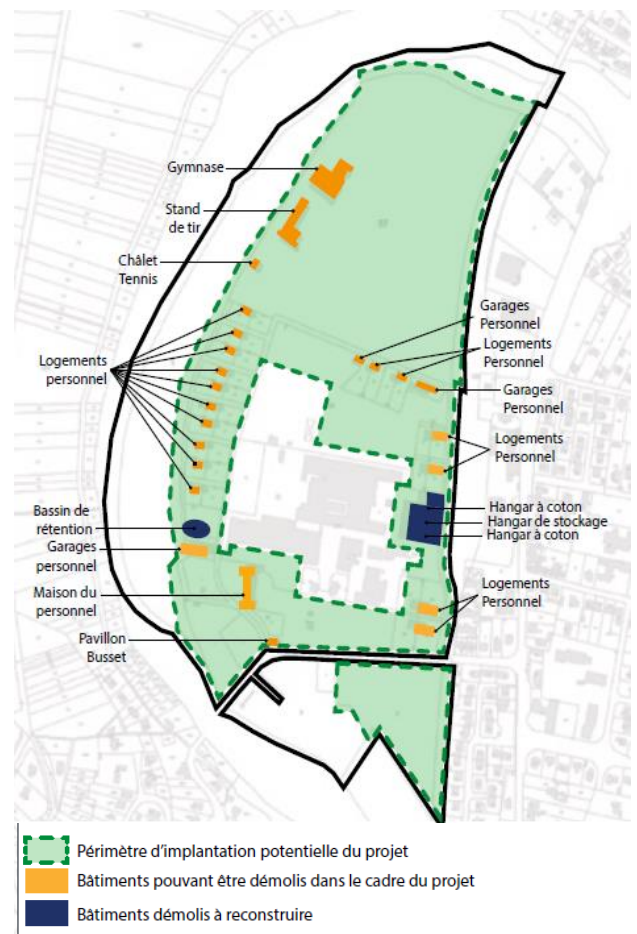 Gymnase
Stand
de tir
Châlet
Tennis
Garages
Personnel
Logements
Personnel
Logements
personnel
Garages
Personnel
Logements
Personnel
Bassin de
rétention
Hangar à coton
Hangar de stockage
Hangar à coton
Garages
personnel
Maison du
personnel
Logements
Personnel
Pavillon
Busset
Périmètre d'implantation potentielle du projet
Bâtiments pouvant être démolis dans le cadre du projet
Bâtiments démolis à reconstruire